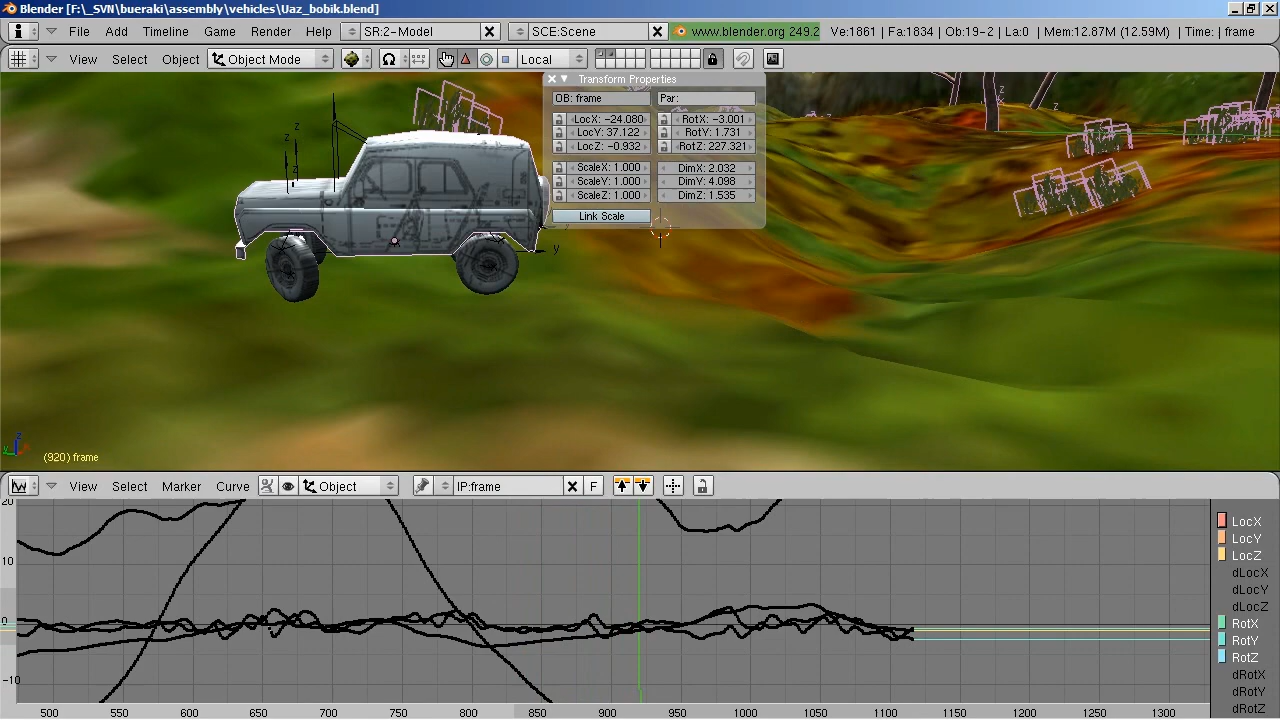 Blender [F:\_SVN\bueraki\assembly\vehicles\Uaz_bobik.blend]
File Add Timeline Game Render Help SR:2-Model SCE:Scene www.blender.org 249.2 Ve:1861 | Fa:1834 | Ob:19-2 | La:0 | Mem:12.87M (12.59M) | Time: | frame
View Select Object Object Mode Local
Transform Properties
OB: frame Par:
LocX: -24.080 RotX: -3.001
LocY: 37.122 RotY: 1.731
LocZ: -0.932 RotZ: 227.321
ScaleX: 1.000 DimX: 2.038
ScaleY: 1.000 DimY: 4.098
ScaleZ: 1.000 DimZ: 1.535
Link Scale
z
z
z
z
z
y
y
z
y
(920) frame
View Select Marker Curve Object IP:frame F
20
10
0
-10
LocX
LocY
LocZ
dLocX
dLocY
dLocZ
RotX
RotY
RotZ
dRotX
dRotY
dRotZ
500 550 600 650 700 750 800 850 900 950 1000 1050 1100 1150 1200 1250 1300